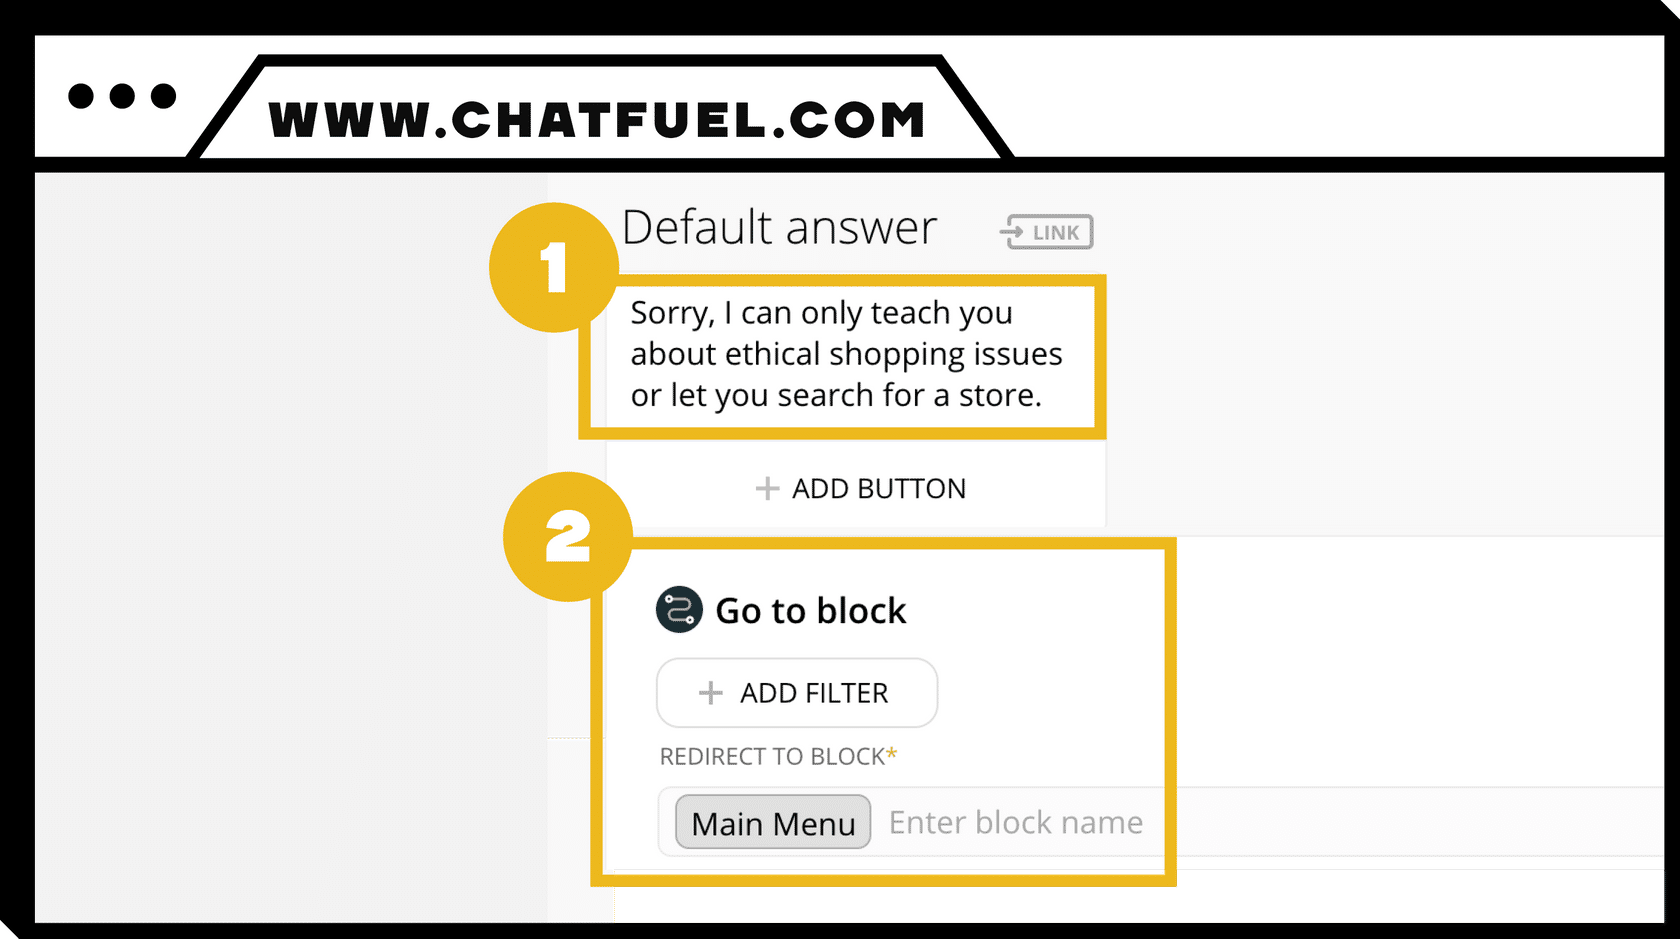 WWW.CHATFUEL.COM
Default answer
LINK
1
Sorry, I can only teach you
about ethical shopping issues
or let you search for a store.
+ ADD BUTTON
2
Go to block
+ ADD FILTER
REDIRECT TO BLOCK*
Main Menu Enter block name